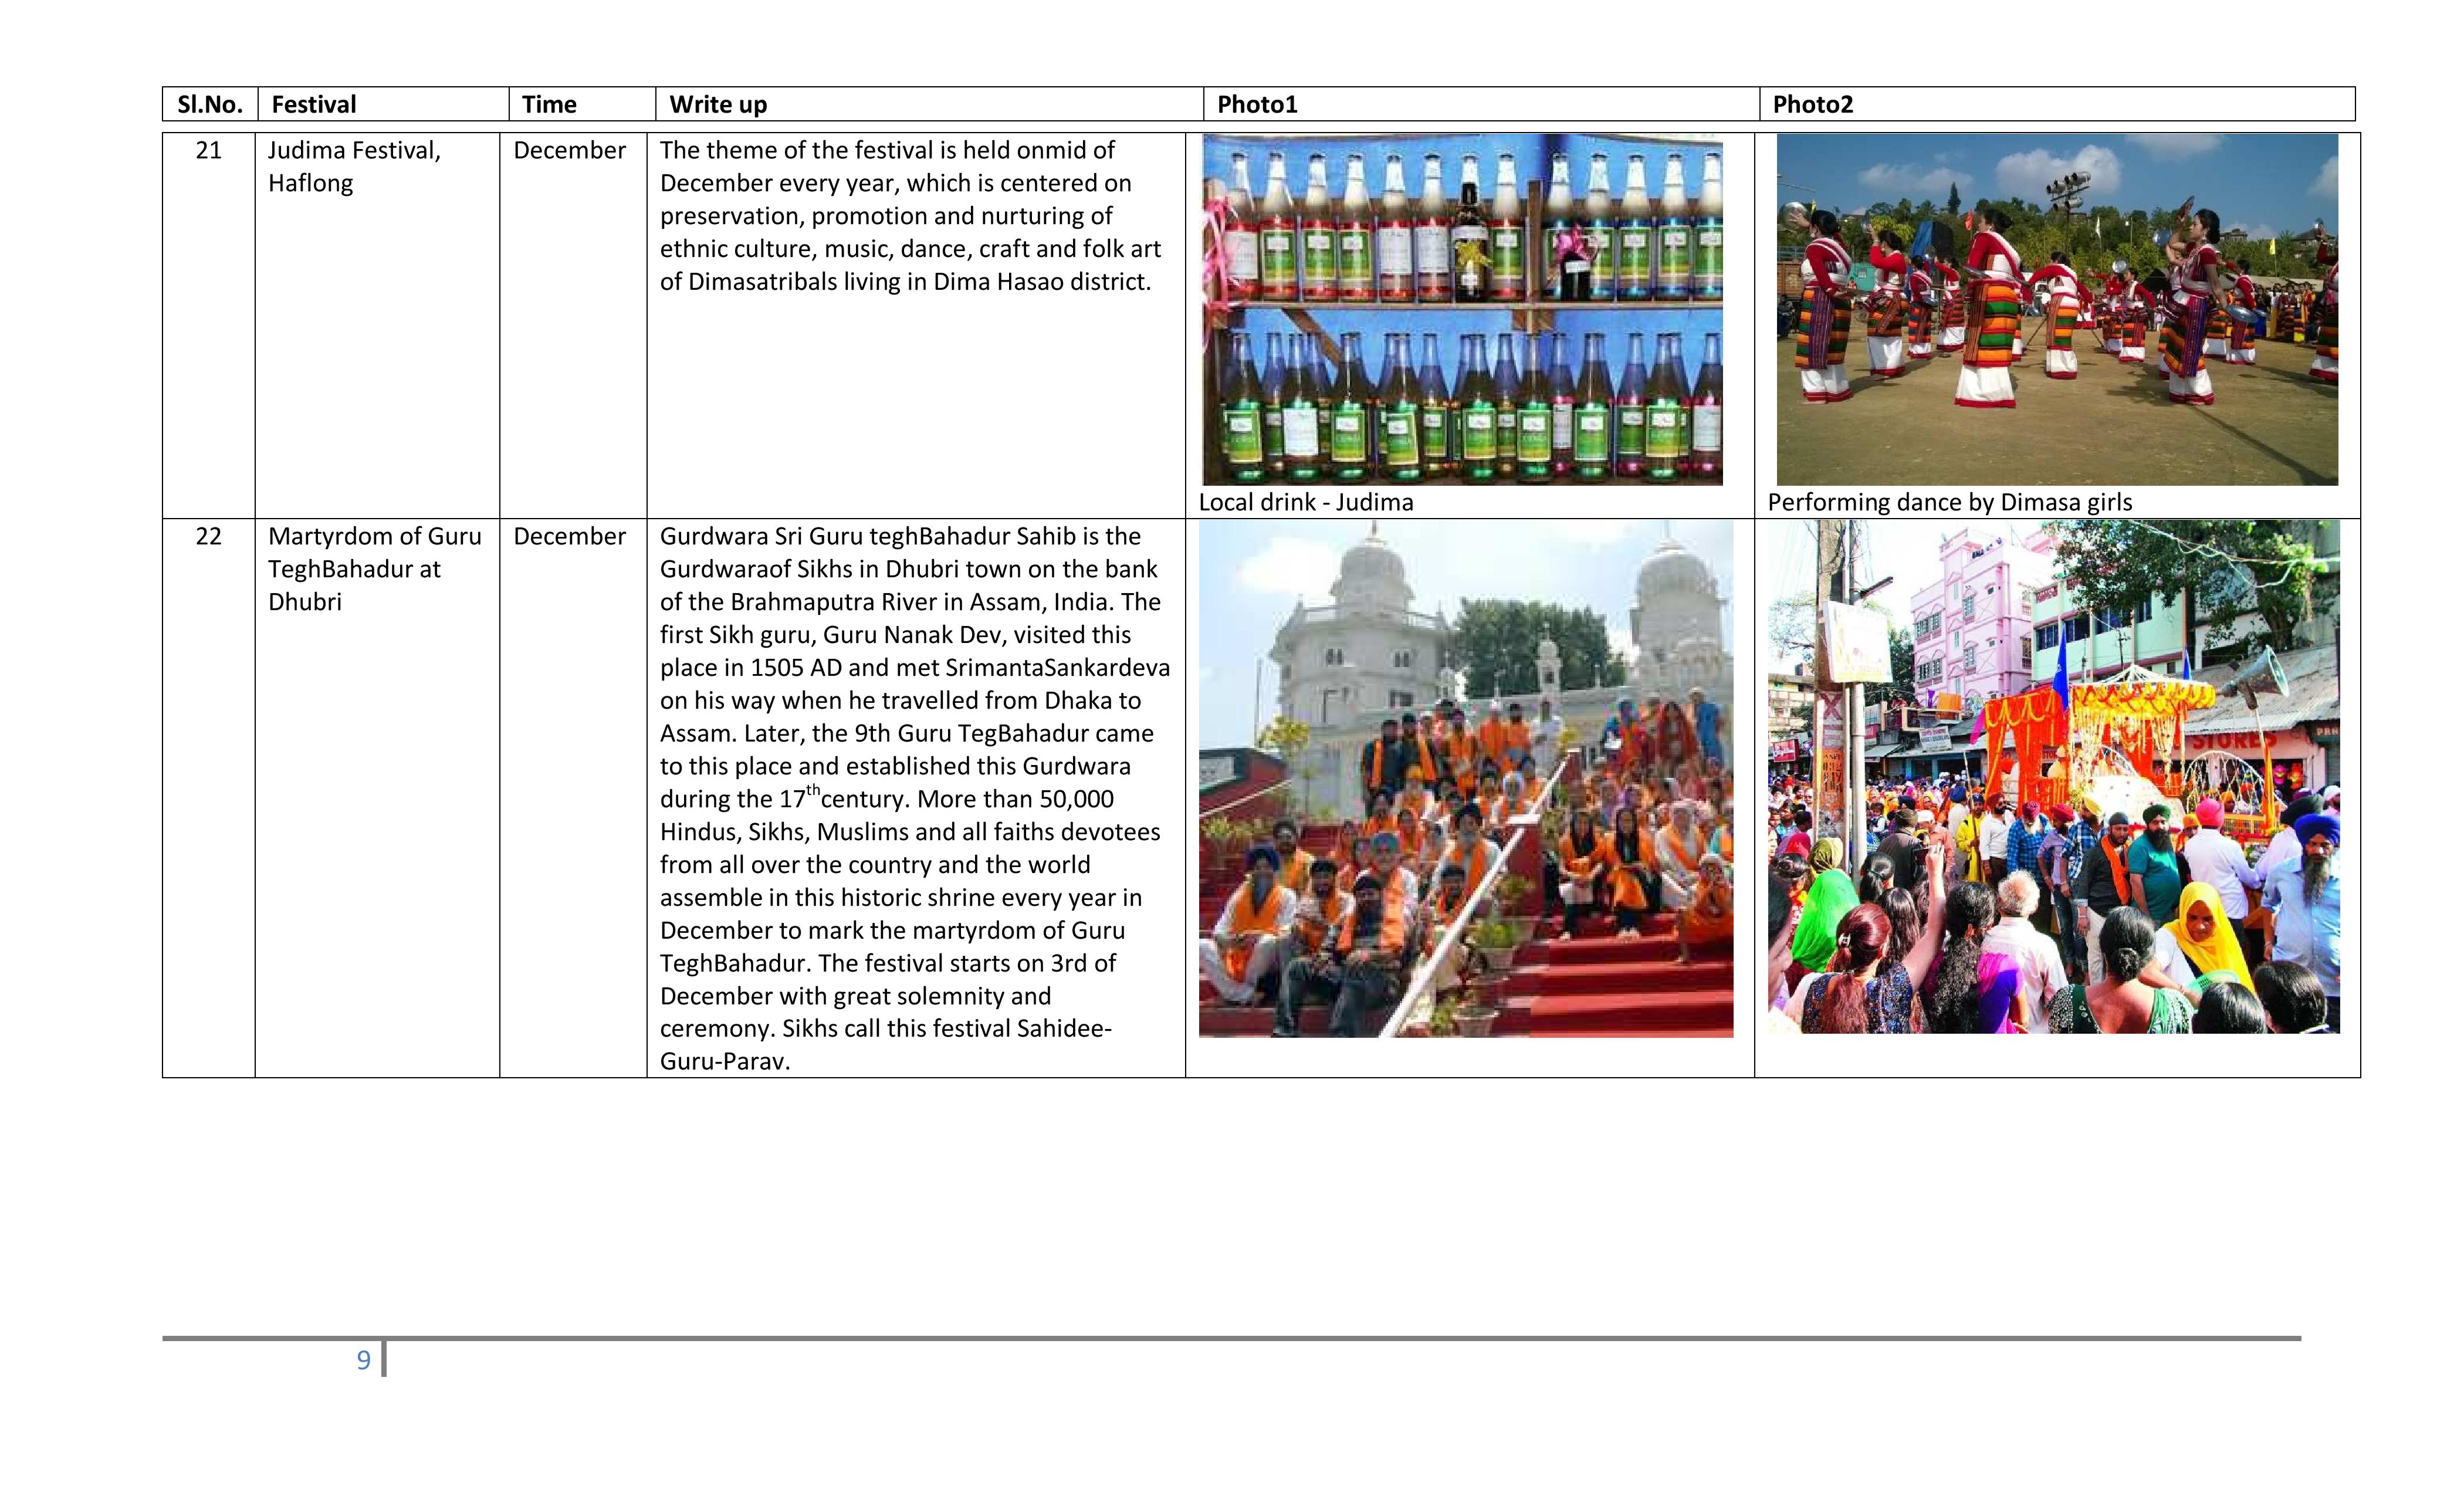 Sl.No. Festival Time Write up Photo1 Photo2
21 Judima Festival, December The theme of the festival is held onmid of
Haflong December every year, which is centered on
preservation, promotion and nurturing of
ethnic culture, music, dance, craft and folk art
of Dimasatribals living in Dima Hasao district.
Local drink - Judima Performing dance by Dimasa girls
22 Martyrdom of Guru December Gurdwara Sri Guru teghBahadur Sahib is the
TeghBahadur at Gurdwaraof Sikhs in Dhubri town on the bank
Dhubri of the Brahmaputra River in Assam, India. The
first Sikh guru, Guru Nanak Dev, visited this
place in 1505 AD and met SrimantaSankardeva
on his way when he travelled from Dhaka to
Assam. Later, the 9th Guru TegBahadur came
to this place and established this Gurdwara
during the 17thcentury. More than 50,000
Hindus, Sikhs, Muslims and all faiths devotees
from all over the country and the world
assemble in this historic shrine every year in
December to mark the martyrdom of Guru
TeghBahadur. The festival starts on 3rd of
December with great solemnity and
ceremony. Sikhs call this festival Sahidee-
Guru-Parav.
STORES
9